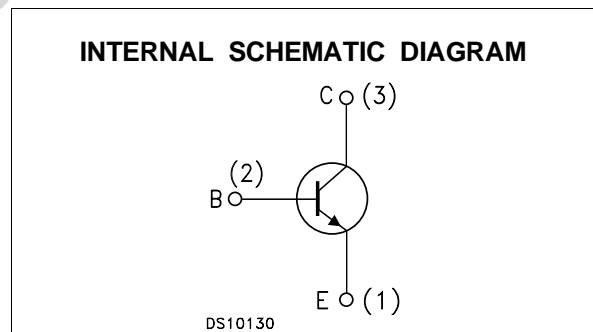 INTERNAL SCHEMATIC DIAGRAM
C (3)
(2)
B
E (1)
DS10130